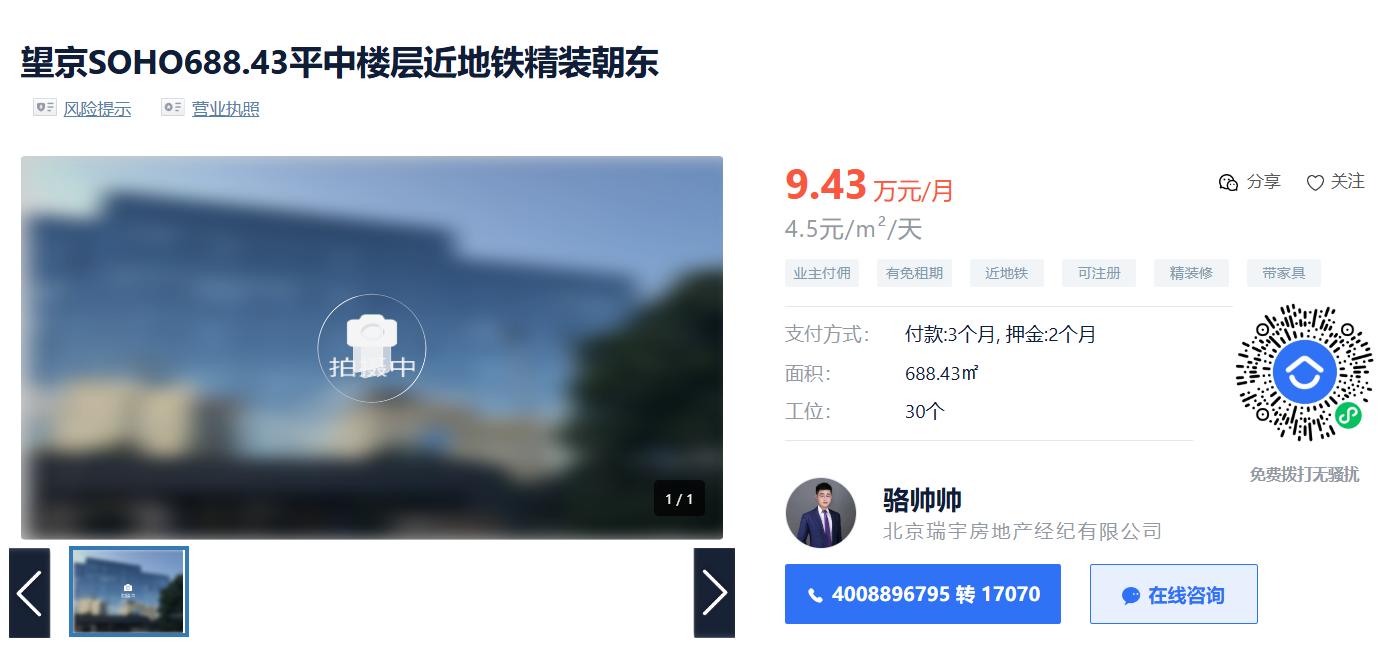 望京SOHO688.43平中楼层近地铁精装朝东
风险提示 营业执照
拍摄中
1 / 1
9.43 万元/月
分享 关注
4.5元/m²/天
业主付佣 有免租期 近地铁 可注册 精装修 带家具
支付方式: 付款:3个月, 押金:2个月
面积: 688.43㎡
工位: 30个
免费拨打无骚扰
骆帅帅
北京瑞宇房地产经纪有限公司
4008896795 转 17070
在线咨询